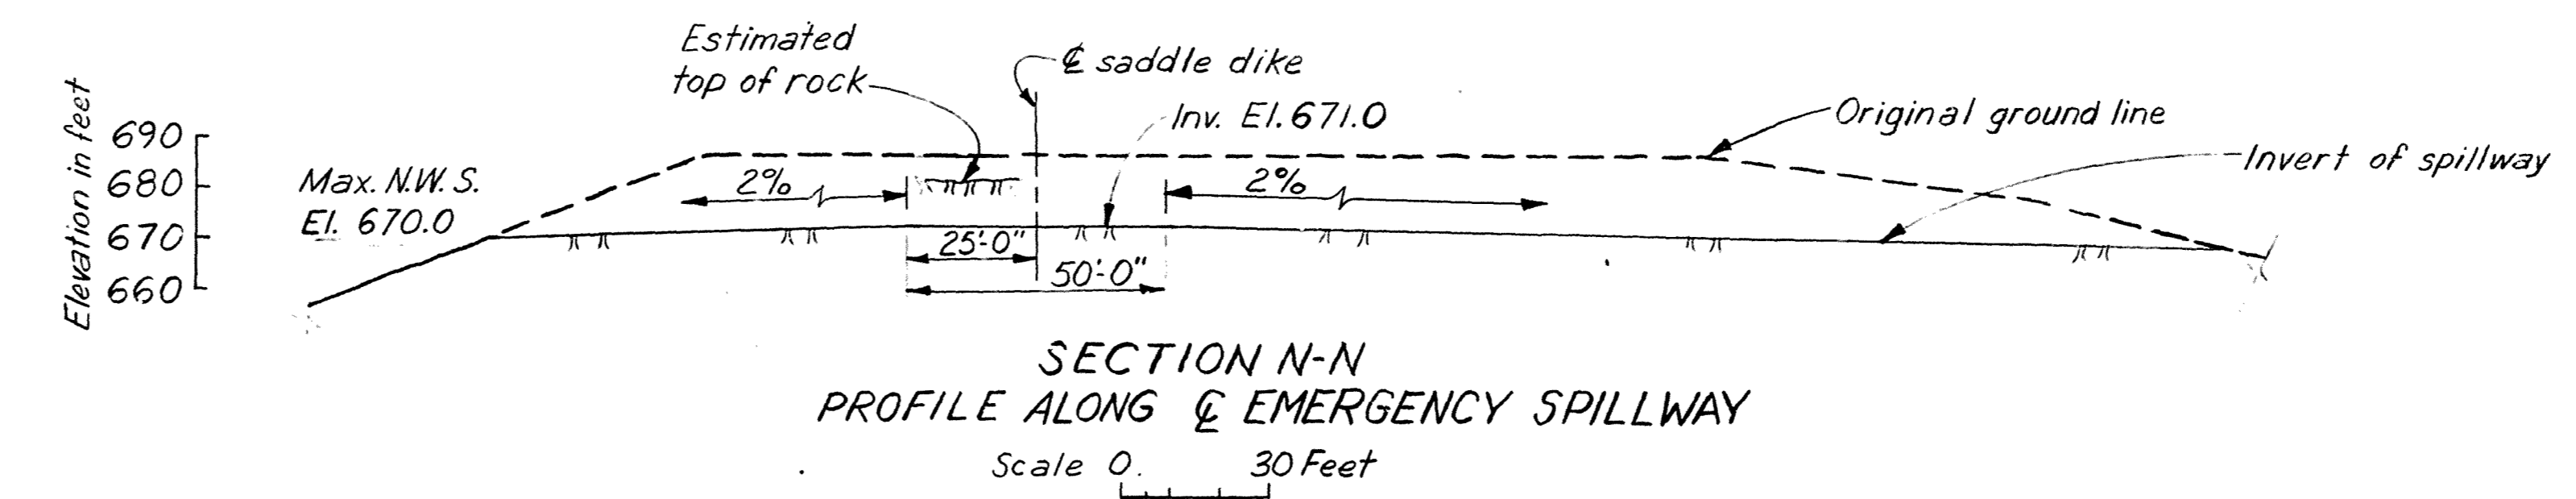 Estimated
top of rock
℄ saddle dike
Inv. El. 671.0
Original ground line
Invert of spillway
Elevation in feet
690
680
670
660
Max. N.W.S.
El. 670.0
2%
2%
25'-0"
50'-0"
SECTION N-N
PROFILE ALONG ℄ EMERGENCY SPILLWAY
Scale 0. 30 Feet